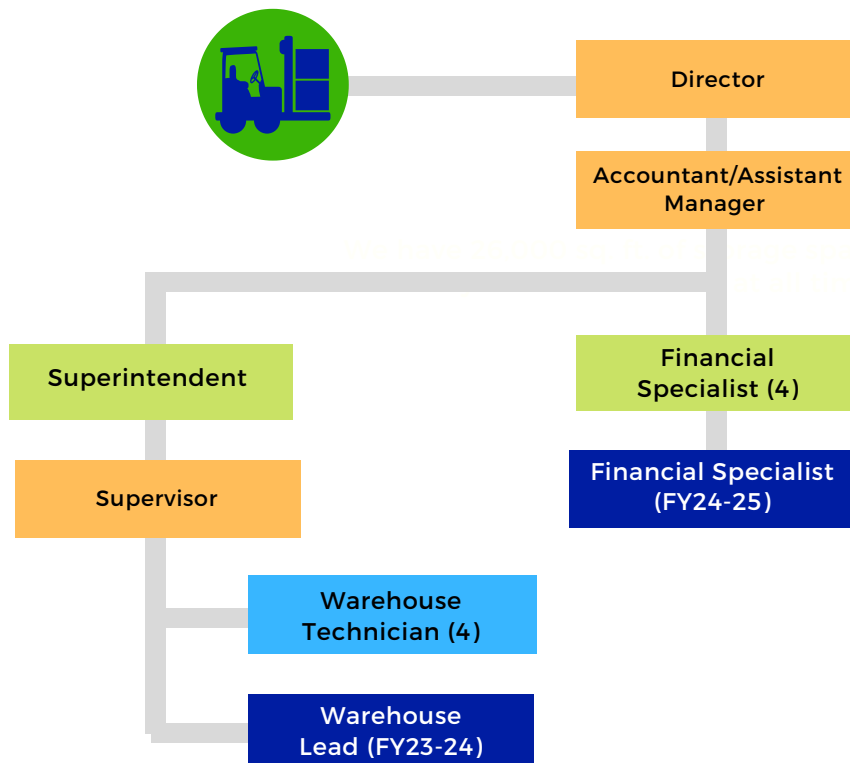 Director
Accountant/Assistant
Manager
Superintendent
Financial
Specialist (4)
Supervisor
Financial Specialist
(FY24-25)
Warehouse
Technician (4)
Warehouse
Lead (FY23-24)